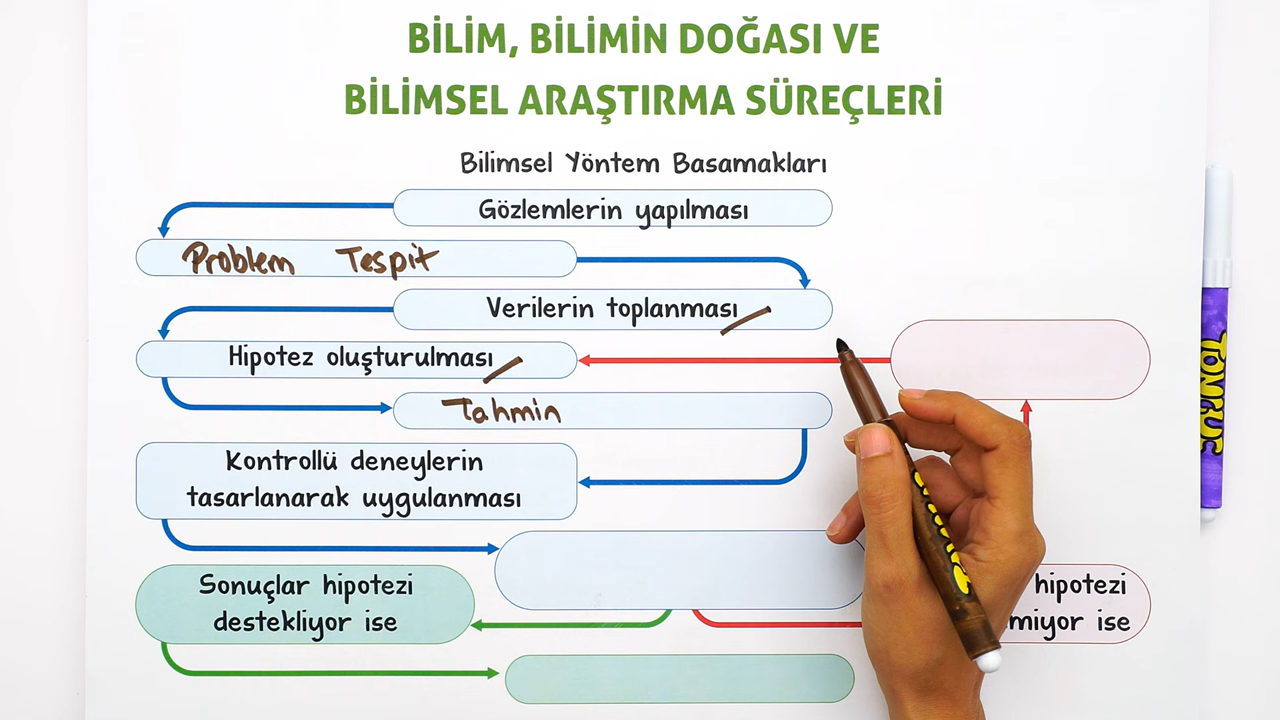 BİLİM, BİLİMİN DOĞASI VE
BİLİMSEL ARAŞTIRMA SÜREÇLERİ
Bilimsel Yöntem Basamakları
Gözlemlerin yapılması
Problem Tespit
Verilerin toplanması
Hipotez oluşturulması
Tahmin
Kontrollü deneylerin
tasarlanarak uygulanması
Sonuçlar hipotezi
destekliyor ise
hipotezi
miyor ise